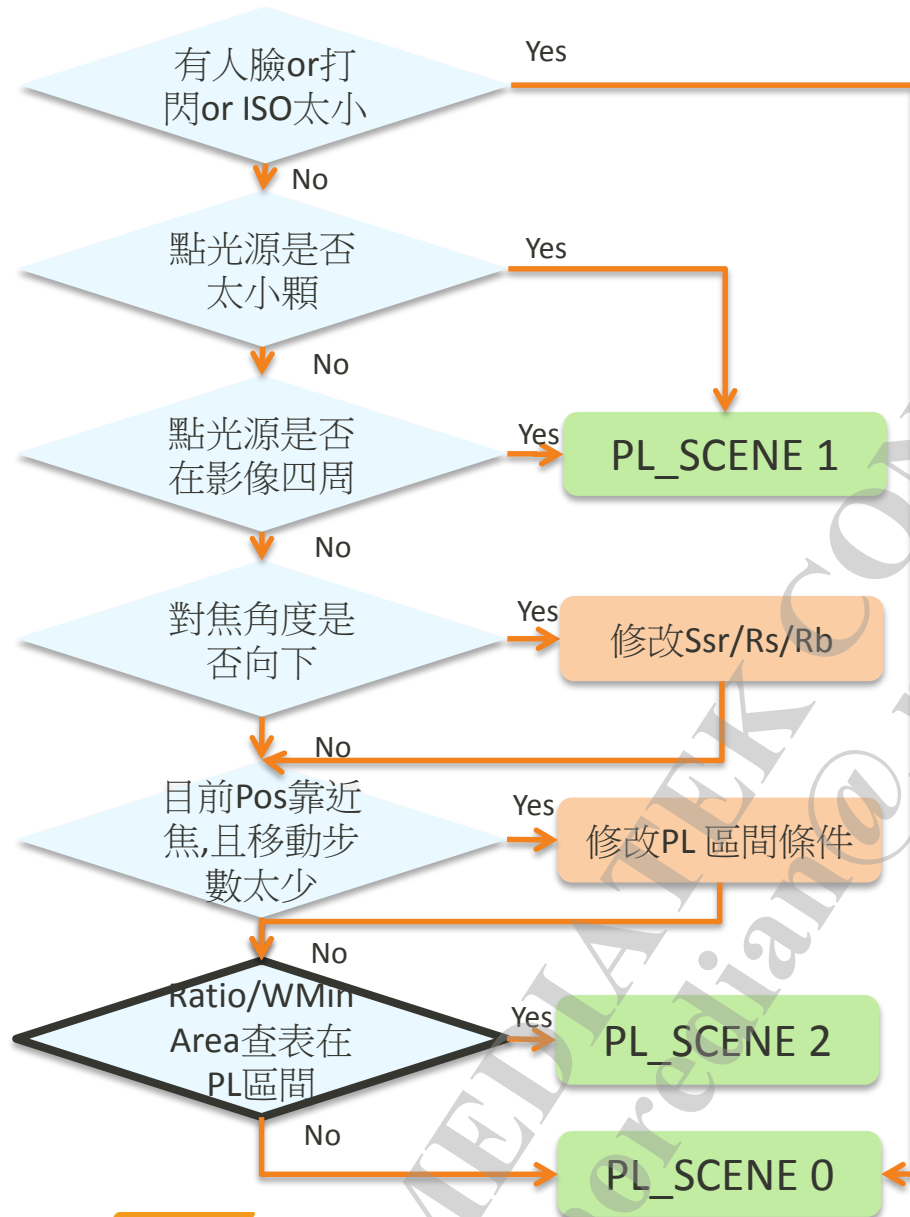 有人臉or打
閃or ISO太小
Yes
No
點光源是否
太小顆
Yes
No
點光源是否
在影像四周
Yes
PL_SCENE 1
No
對焦角度是
否向下
Yes
修改Ssr/Rs/Rb
No
目前Pos靠近
焦,且移動步
數太少
Yes
修改PL 區間條件
No
Ratio/WMin
Area查表在
PL區間
Yes
PL_SCENE 2
No
PL_SCENE 0
MEDIATEK CON